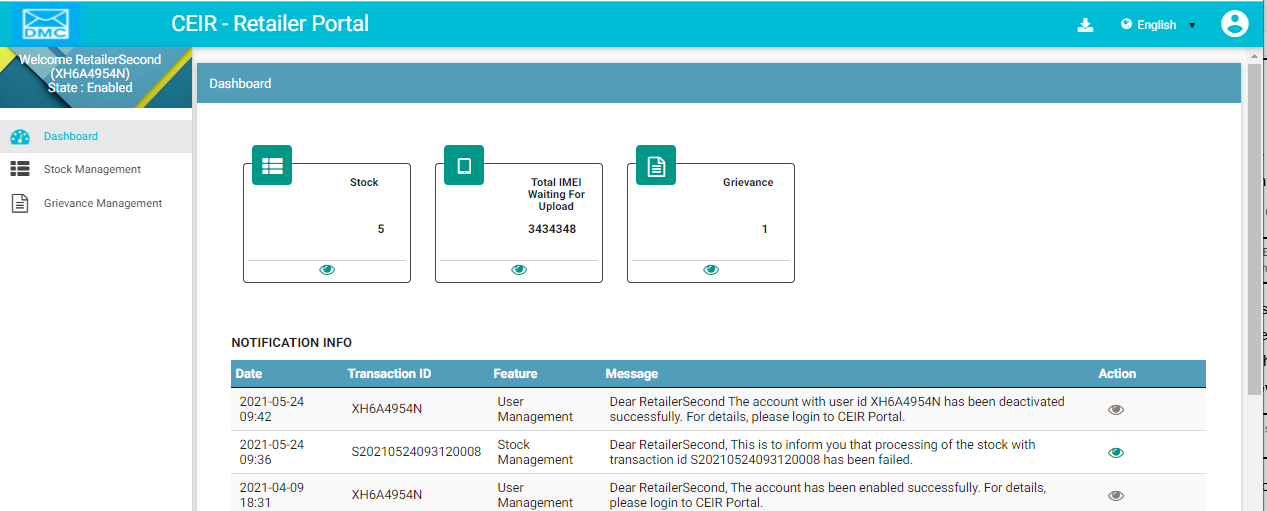 DMC
CEIR - Retailer Portal
English
Welcome RetailerSecond
(XH6A4954N)
State : Enabled
Dashboard
Stock Management
Grievance Management
Dashboard
Stock
5
Total IMEI
Waiting For
Upload
3434348
Grievance
1
NOTIFICATION INFO
Date Transaction ID Feature Message Action
2021-05-24
09:42
XH6A4954N
User
Management
Dear RetailerSecond The account with user id XH6A4954N has been deactivated
successfully. For details, please login to CEIR Portal.
2021-05-24
09:36
S20210524093120008
Stock
Management
Dear RetailerSecond, This is to inform you that processing of the stock with
transaction id S20210524093120008 has been failed.
2021-04-09
18:31
XH6A4954N
User
Management
Dear RetailerSecond, The account has been enabled successfully. For details,
please login to CEIR Portal.